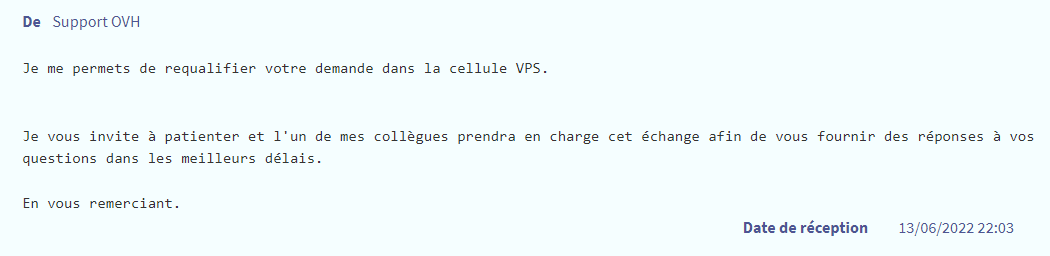 De Support OVH
Je me permets de requalifier votre demande dans la cellule VPS.
Je vous invite à patienter et l'un de mes collègues prendra en charge cet échange afin de vous fournir des réponses à vos
questions dans les meilleurs délais.
En vous remerciant.
Date de réception 13/06/2022 22:03